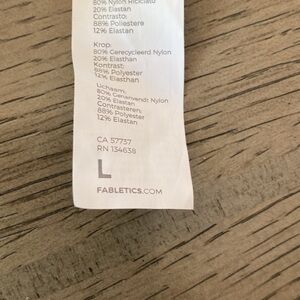 80% Nylon Riciclato
20% Elastan
Contrasto:
88% Poliestere
12% Elastan
Krop:
80% Gerecycleerd Nylon
20% Elasthan
Kontrast:
88% Polyester
12% Elasthan
Lichaam:
80% Genanvendt Nylon
20% Elastan
Contrasteren:
88% Polyester
12% Elastan
CA 57737
RN 134638
L
FABLETICS.COM